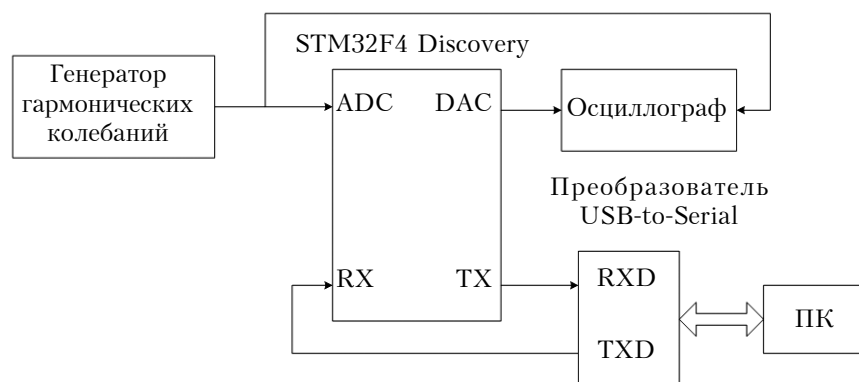 STM32F4 Discovery
Генератор
гармонических
колебаний
ADC
DAC
Осциллограф
Преобразователь
USB-to-Serial
RX
TX
RXD
TXD
ПК